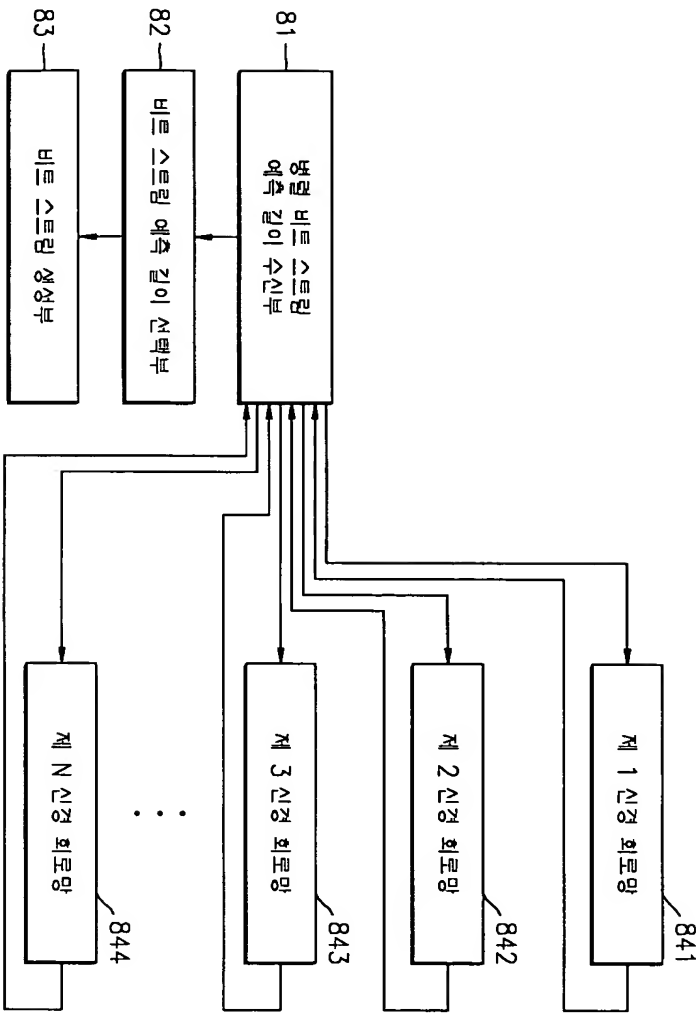 81
병렬 비트 스트림
예측 길이 수신부
82
비트 스트림 예측 길이 선택부
83
비트 스트림 생성부
제 1 신경 회로망
841
제 2 신경 회로망
842
제 3 신경 회로망
843
. . .
제 N 신경 회로망
844